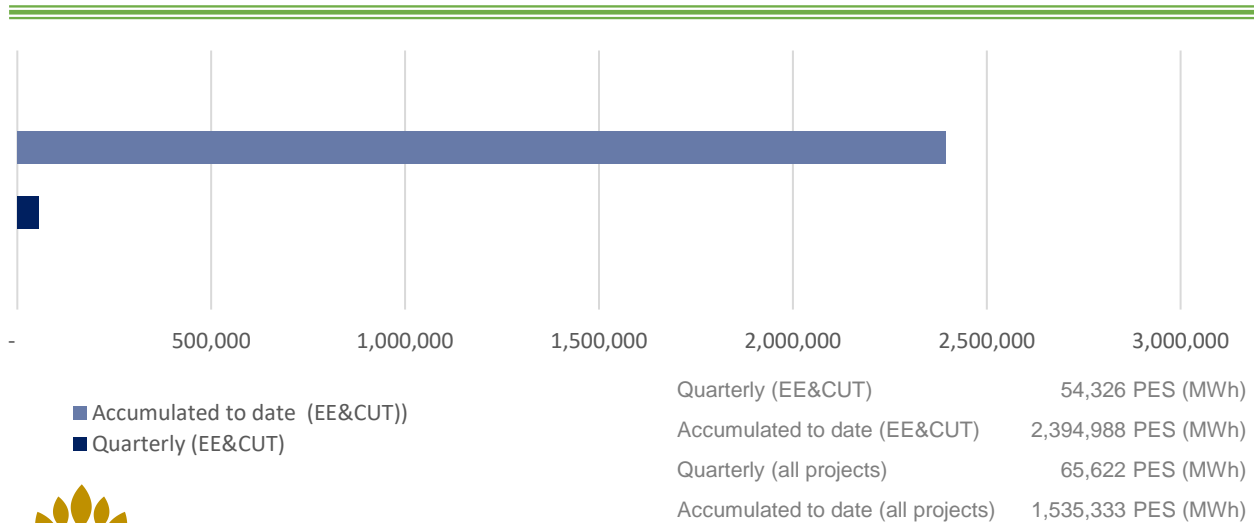 - 500,000 1,000,000 1,500,000 2,000,000 2,500,000 3,000,000
Accumulated to date (EE&CUT))
Quarterly (EE&CUT)
Quarterly (EE&CUT) 54,326 PES (MWh)
Accumulated to date (EE&CUT) 2,394,988 PES (MWh)
Quarterly (all projects) 65,622 PES (MWh)
Accumulated to date (all projects) 1,535,333 PES (MWh)